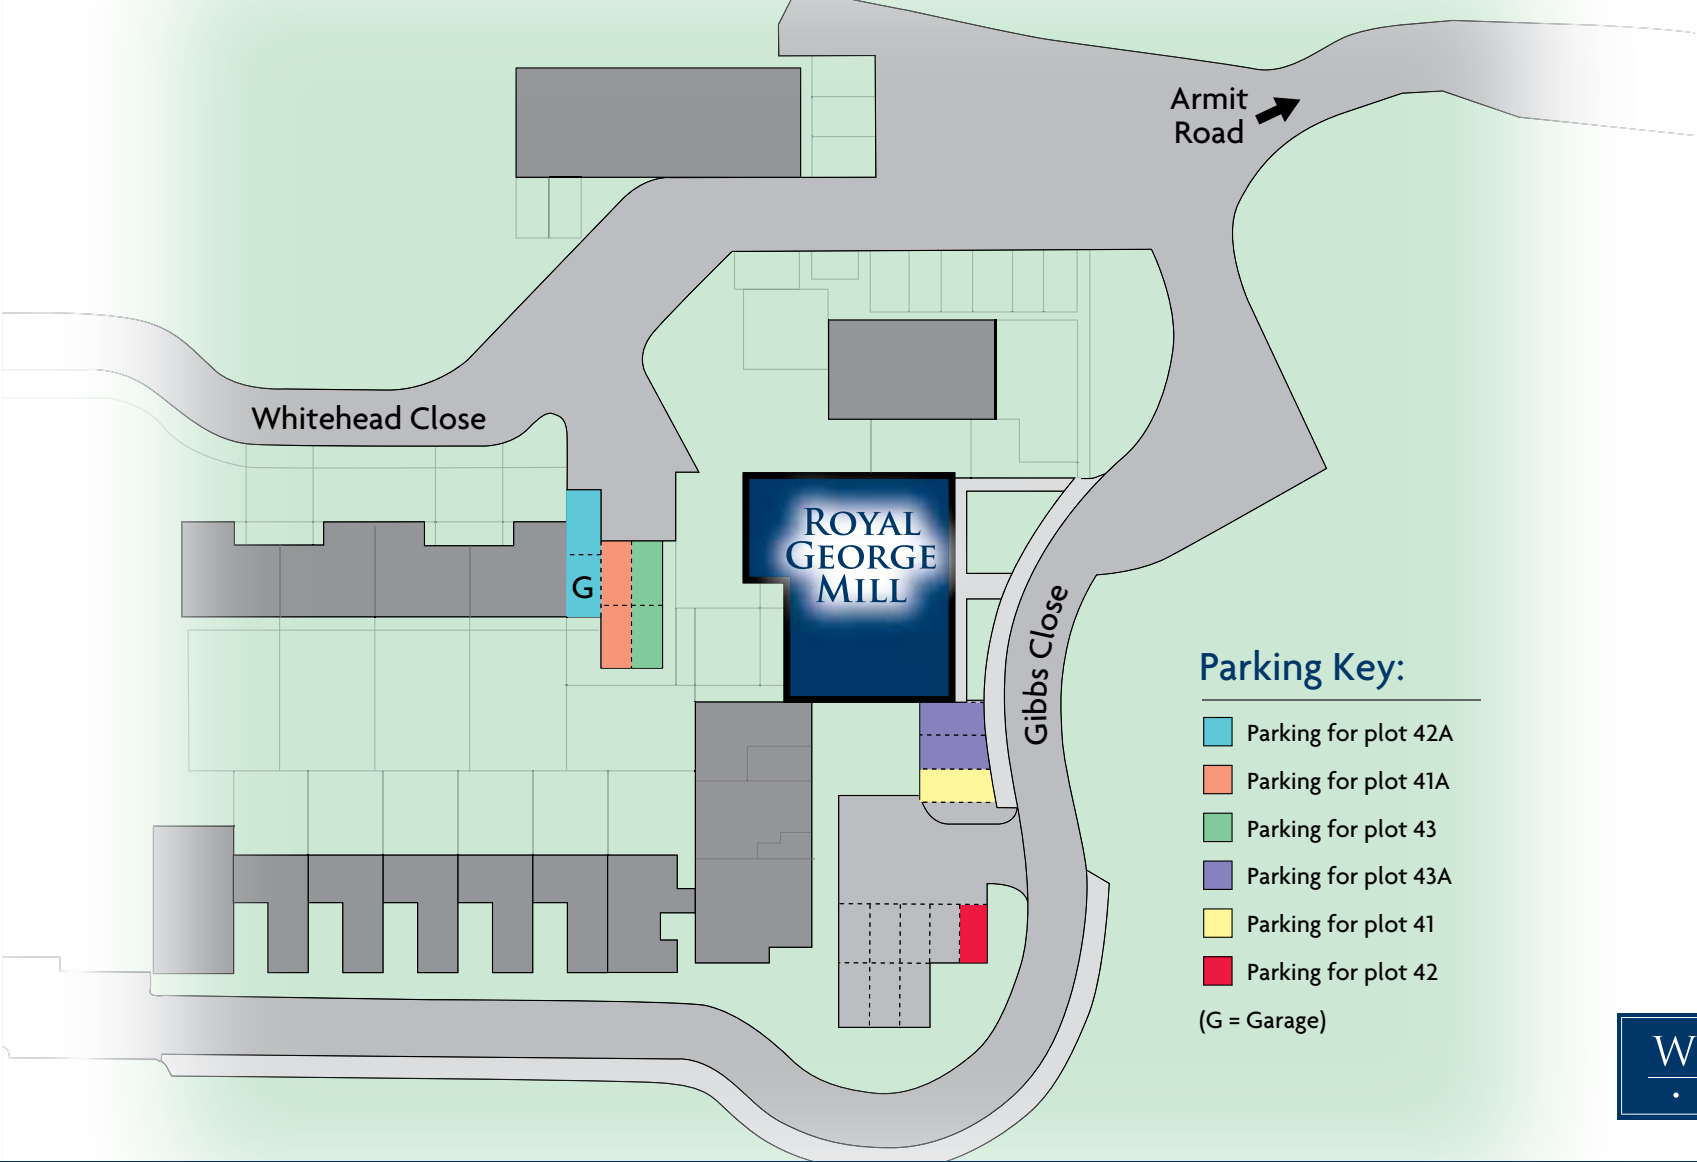 Armit
Road
Whitehead Close
ROYAL
GEORGE
MILL
G
Gibbs Close
Parking Key:
Parking for plot 42A
Parking for plot 41A
Parking for plot 43
Parking for plot 43A
Parking for plot 41
Parking for plot 42
(G = Garage)
W